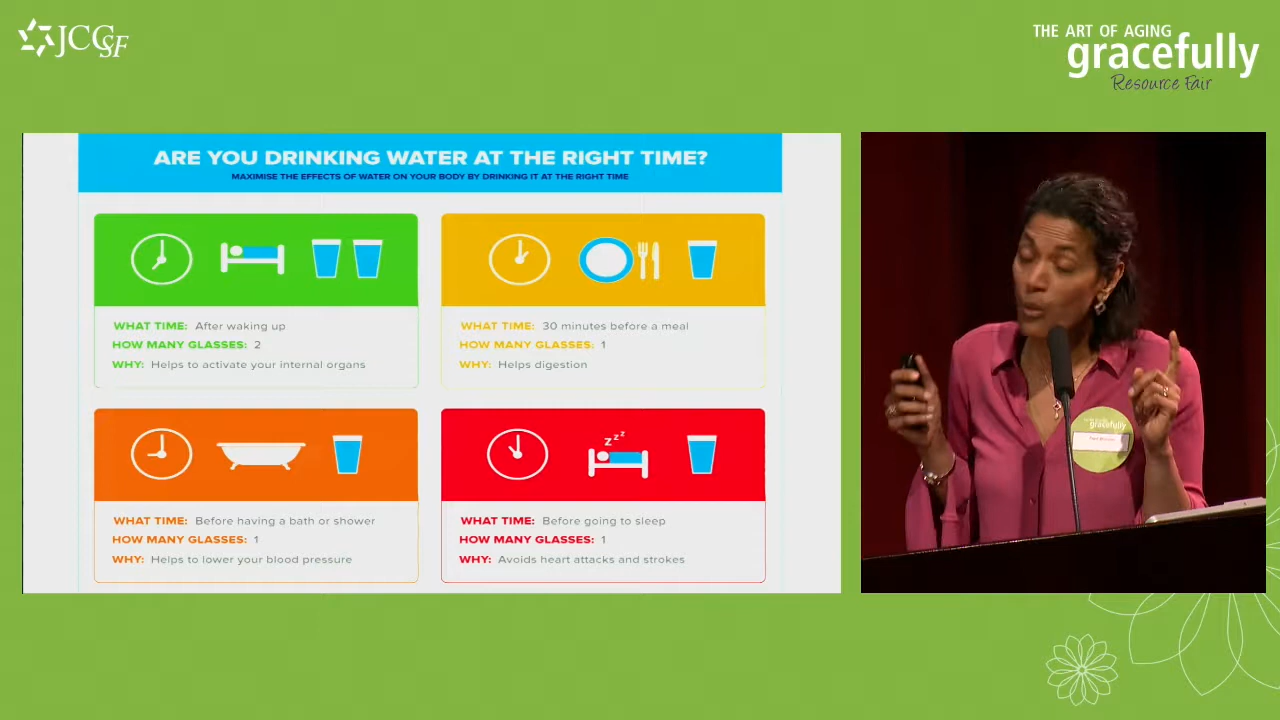 JCCSF
THE ART OF AGING
gracefully
Resource Fair
ARE YOU DRINKING WATER AT THE RIGHT TIME?
MAXIMISE THE EFFECTS OF WATER ON YOUR BODY BY DRINKING IT AT THE RIGHT TIME
WHAT TIME: After waking up
HOW MANY GLASSES: 2
WHY: Helps to activate your internal organs
WHAT TIME: 30 minutes before a meal
HOW MANY GLASSES: 1
WHY: Helps digestion
zzz
WHAT TIME: Before having a bath or shower
HOW MANY GLASSES: 1
WHY: Helps to lower your blood pressure
WHAT TIME: Before going to sleep
HOW MANY GLASSES: 1
WHY: Avoids heart attacks and strokes
gracefully